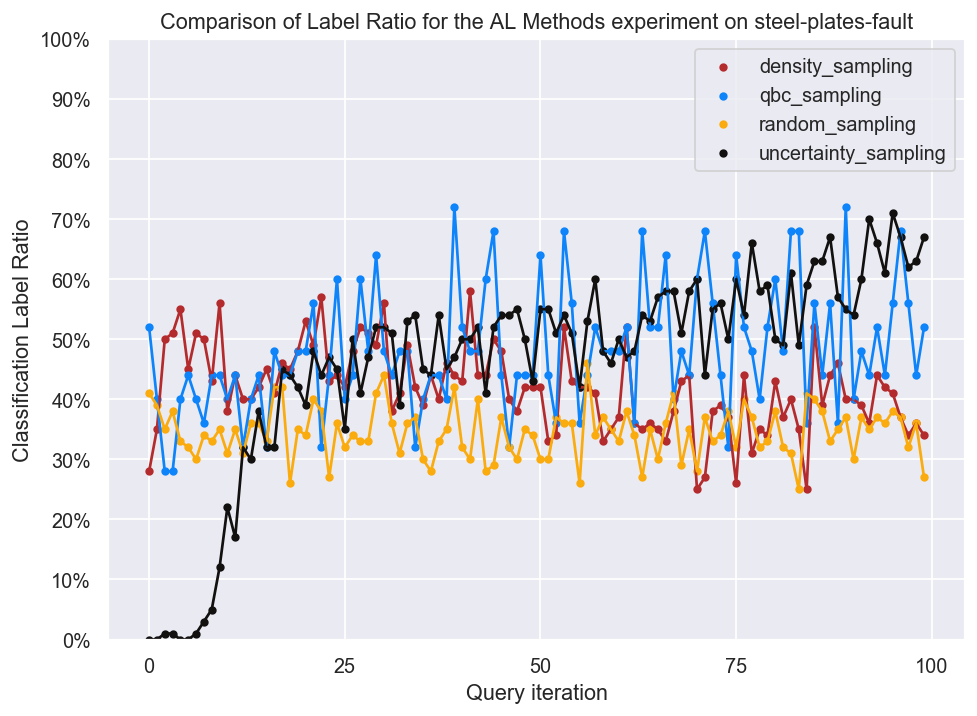 Comparison of Label Ratio for the AL Methods experiment on steel-plates-fault
100%
90%
80%
70%
60%
50%
40%
30%
20%
10%
0%
Classification Label Ratio
density_sampling
qbc_sampling
random_sampling
uncertainty_sampling
0 25 50 75 100
Query iteration